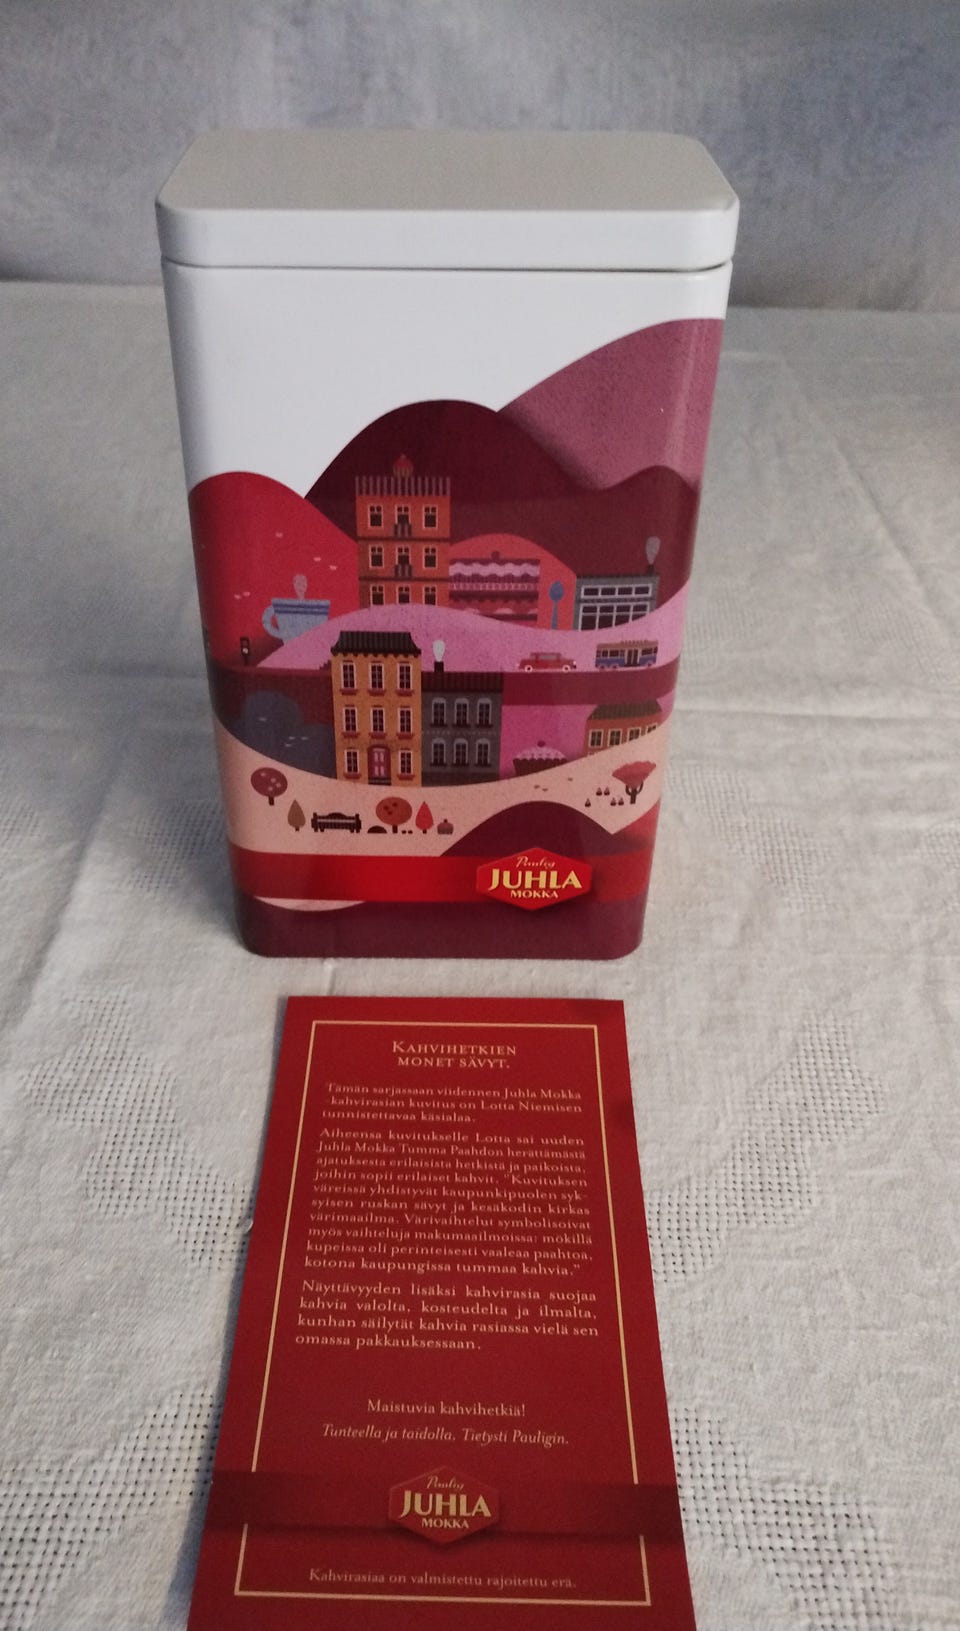 Paulig
JUHLA
MOKKA
KAHVIHETKIEN
MONET SÄVYT.
Tämän sarjassaan viidennen Juhla Mokka
-kahvirasian kuvitus on Lotta Niemisen
tunnistettavaa käsialaa.
Aiheensa kuvitukselle Lotta sai uuden
Juhla Mokka Tumma Paahdon herättämästä
ajatuksesta erilaisista hetkistä ja paikoista,
joihin sopii erilaiset kahvit. "Kuvituksen
väreissä yhdistyvät kaupunkipuolen syk-
syisen ruskan sävyt ja kesäkodin kirkas
värimaailma. Värivaihtelut symbolisoivat
myös vaihteluja makumaailmoissa: mökillä
kupeissa oli perinteisesti vaaleaa paahtoa,
kotona kaupungissa tummaa kahvia."
Näyttävyyden lisäksi kahvirasia suojaa
kahvia valolta, kosteudelta ja ilmalta,
kunhan säilytät kahvia rasiassa vielä sen
omassa pakkauksessaan.
Maistuvia kahvihetkiä!
Tunteella ja taidolla. Tietysti Pauligin.
Paulig
JUHLA
MOKKA
Kahvirasiaa on valmistettu rajoitettu erä.